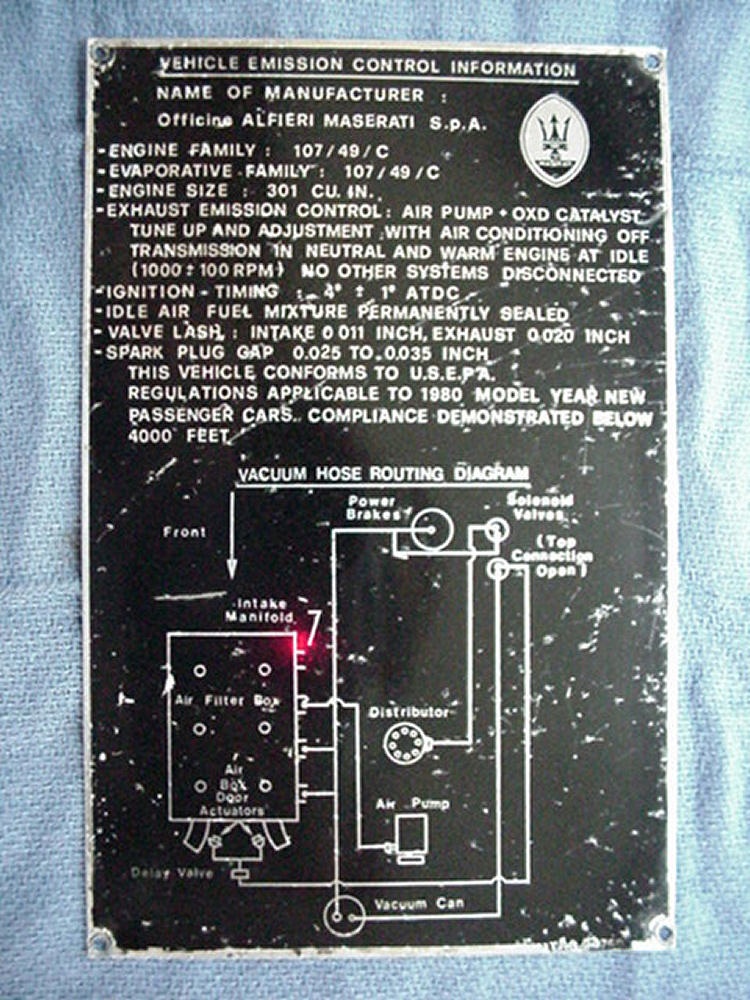 VEHICLE EMISSION CONTROL INFORMATION
NAME OF MANUFACTURER :
Officine ALFIERI MASERATI S.p.A.
-ENGINE FAMILY : 107/49/C
-EVAPORATIVE FAMILY : 107/49/C
-ENGINE SIZE : 301 CU. IN.
-EXHAUST EMISSION CONTROL: AIR PUMP + OXD CATALYST
TUNE UP AND ADJUSTMENT WITH AIR CONDITIONING OFF
TRANSMISSION IN NEUTRAL AND WARM ENGINE AT IDLE
(1000 ± 100 RPM) NO OTHER SYSTEMS DISCONNECTED
-IGNITION - TIMING : 4° ± 1° ATDC
-IDLE AIR FUEL MIXTURE PERMANENTLY SEALED
-VALVE LASH. : INTAKE 0 011 INCH, EXHAUST 0.020 INCH
-SPARK PLUG GAP 0.025 TO 0.035 INCH
THIS VEHICLE CONFORMS TO U.S.E.P.A.
REGULATIONS APPLICABLE TO 1980 MODEL YEAR NEW
PASSENGER CARS. COMPLIANCE DEMONSTRATED BELOW
4000 FEET
VACUUM HOSE ROUTING DIAGRAM
Power
Brakes
Solenoid
Valves
(Top
Connection
Open)
Front
Intake
Manifold
7
Air Filter Box
Distributor
Air
Box
Door
Actuators
Air Pump
Delay Valve
Vacuum Can